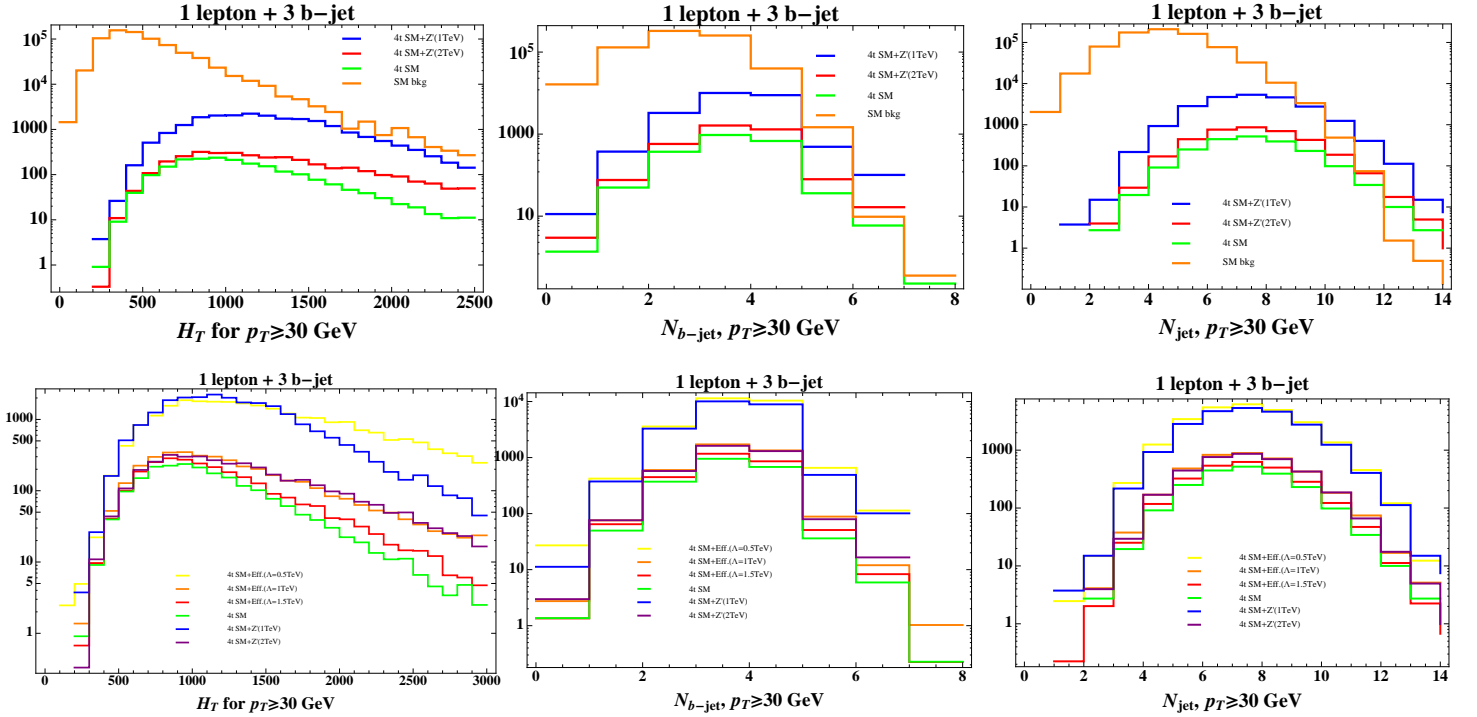 1 lepton + 3 b−jet
10^5
10^4
1000
100
10
1
0
500
1000
1500
2000
2500
H_T for p_T≥30 GeV
4t SM+Z'(1TeV)
4t SM+Z'(2TeV)
4t SM
SM bkg
1 lepton + 3 b−jet
10^5
1000
10
0
2
4
6
8
N_b−jet, p_T≥30 GeV
4t SM+Z'(1TeV)
4t SM+Z'(2TeV)
4t SM
SM bkg
1 lepton + 3 b−jet
10^5
10^4
1000
100
10
1
0
2
4
6
8
10
12
14
N_jet, p_T≥30 GeV
4t SM+Z'(1TeV)
4t SM+Z'(2TeV)
4t SM
SM bkg
1 lepton + 3 b−jet
1000
500
100
50
10
5
1
0
500
1000
1500
2000
2500
3000
H_T for p_T≥30 GeV
4t SM+Eff.(Λ=0.5TeV)
4t SM+Eff.(Λ=1TeV)
4t SM+Eff.(Λ=1.5TeV)
4t SM
4t SM+Z'(1TeV)
4t SM+Z'(2TeV)
1 lepton + 3 b−jet
10^4
1000
100
10
1
0
2
4
6
8
N_b−jet, p_T≥30 GeV
4t SM+Eff.(Λ=0.5TeV)
4t SM+Eff.(Λ=1TeV)
4t SM+Eff.(Λ=1.5TeV)
4t SM
4t SM+Z'(1TeV)
4t SM+Z'(2TeV)
1 lepton + 3 b−jet
1000
100
10
1
0
2
4
6
8
10
12
14
N_jet, p_T≥30 GeV
4t SM+Eff.(Λ=0.5TeV)
4t SM+Eff.(Λ=1TeV)
4t SM+Eff.(Λ=1.5TeV)
4t SM
4t SM+Z'(1TeV)
4t SM+Z'(2TeV)